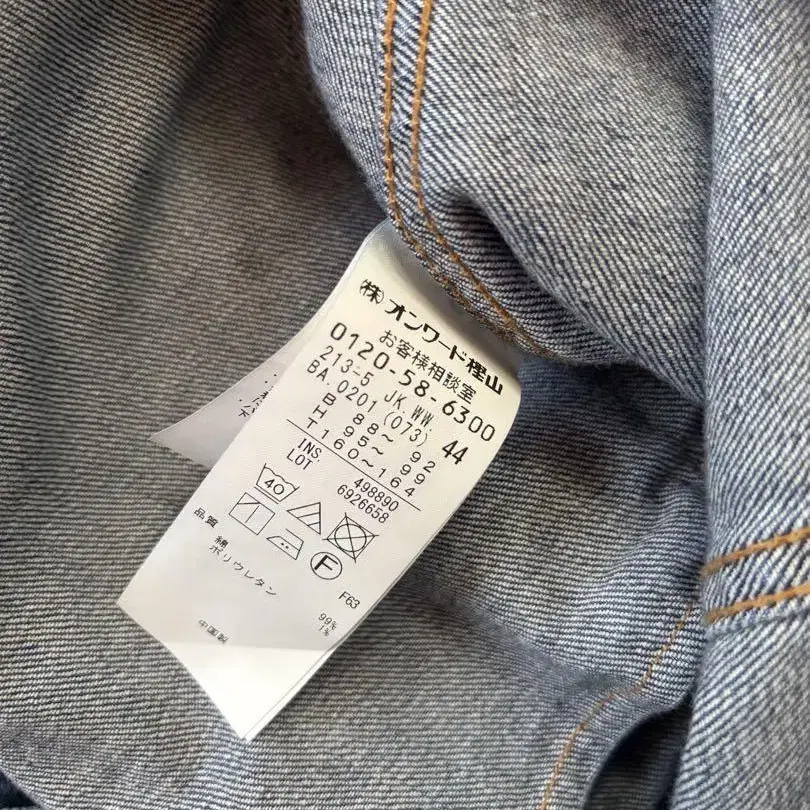 (株)オンワード樫山
お客様相談室
0120-58-6300
213-5 JK.WW.
BA.0201(073) 44
B 88~ 92
H 95~ 99
T 160~164
INS. 498890
LOT 6926658
40
F
F63
品質
綿 99%
ポリウレタン 1%
中国製